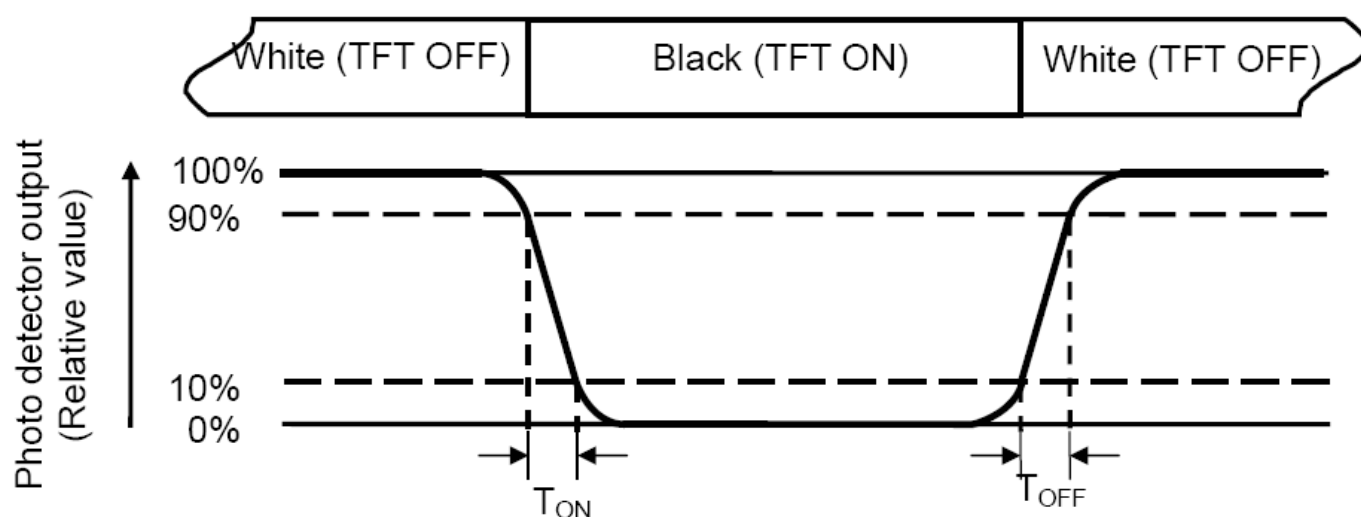 White (TFT OFF)
Black (TFT ON)
White (TFT OFF)
Photo detector output
(Relative value)
100%
90%
10%
0%
TON
TOFF